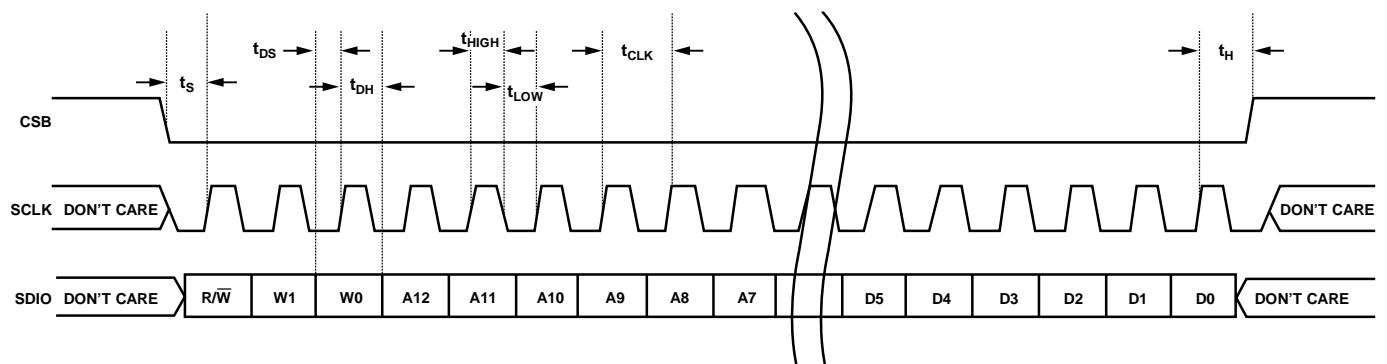 tDS
tHIGH
tCLK
tH
tS
tDH
tLOW
CSB
SCLK DON'T CARE DON'T CARE
SDIO DON'T CARE R/W̅ W1 W0 A12 A11 A10 A9 A8 A7 D5 D4 D3 D2 D1 D0 DON'T CARE